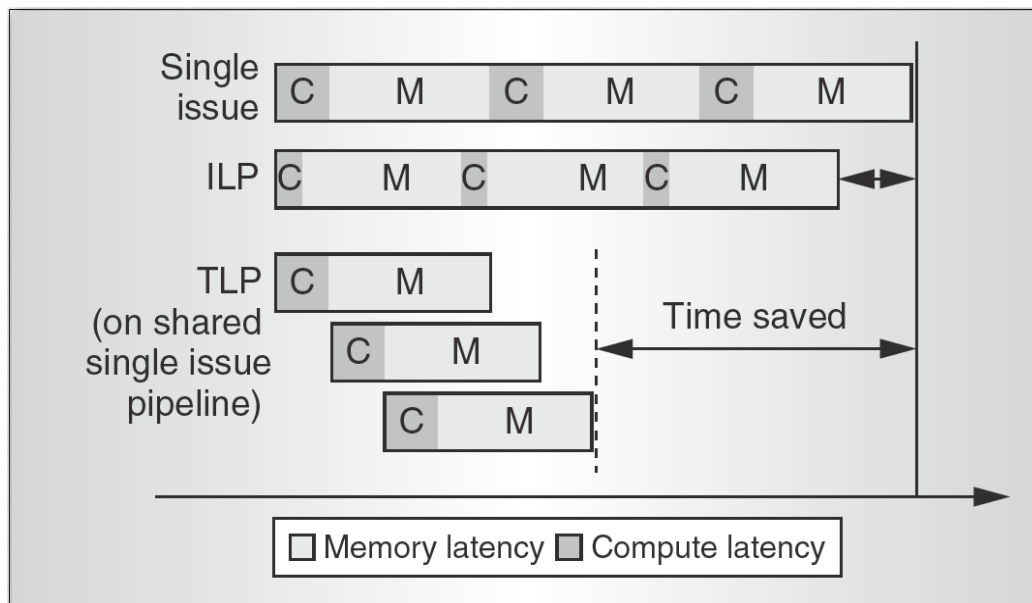 Single
issue
C M C M C M
ILP
C M C M C M
TLP
(on shared
single issue
pipeline)
C M
C M
C M
Time saved
Memory latency Compute latency